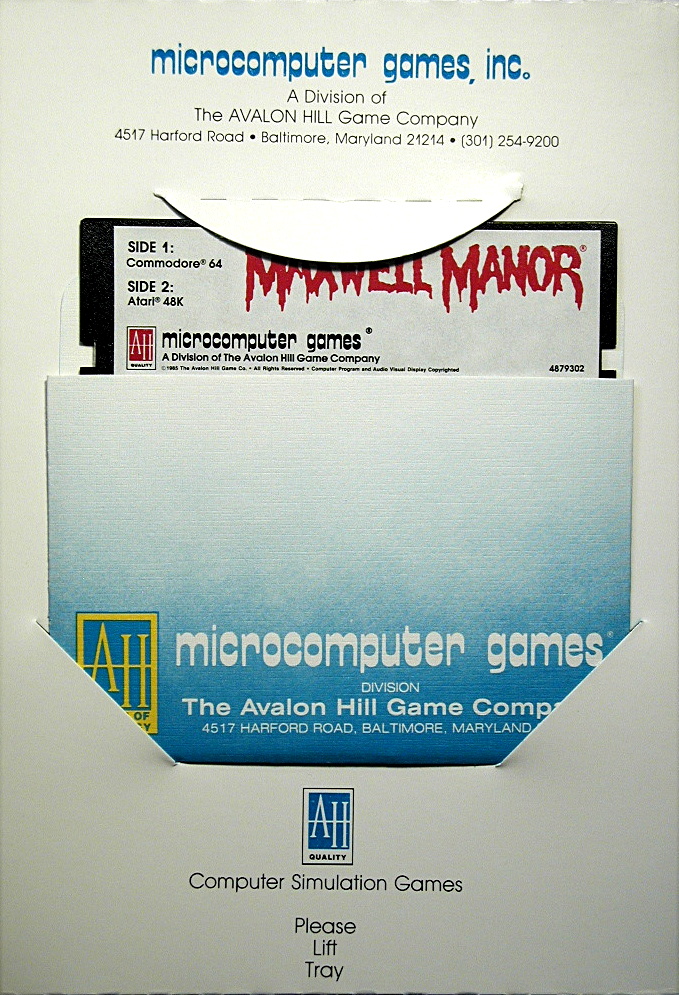 microcomputer games, inc.
A Division of
The AVALON HILL Game Company
4517 Harford Road • Baltimore, Maryland 21214 • (301) 254-9200
SIDE 1:
Commodore® 64
SIDE 2:
Atari® 48K
MAXWELL MANOR®
AH
QUALITY
microcomputer games®
A Division of The Avalon Hill Game Company
©1985 The Avalon Hill Game Co. • All Rights Reserved • Computer Program and Audio Visual Display Copyrighted
4879302
AH
OF
microcomputer games®
DIVISION
The Avalon Hill Game Comp
4517 HARFORD ROAD, BALTIMORE, MARYLAND
AH
QUALITY
Computer Simulation Games
Please
Lift
Tray